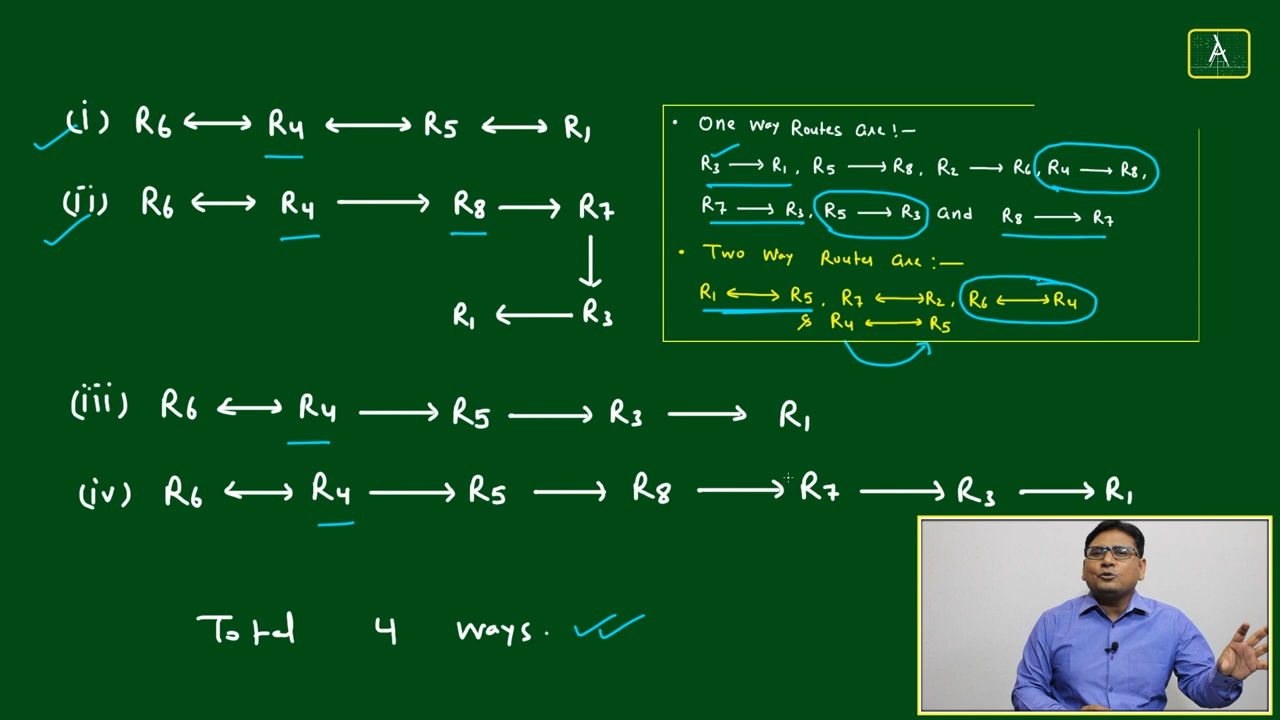 (i) R6 ⟷ R4 ⟷ R5 ⟷ R1
(ii) R6 ⟷ R4 ⟶ R8 ⟶ R7
R1 ⟵ R3
(iii) R6 ⟷ R4 ⟶ R5 ⟶ R3 ⟶ R1
(iv) R6 ⟷ R4 ⟶ R5 ⟶ R8 ⟶ R7 ⟶ R3 ⟶ R1
Total 4 ways.
• One Way Routes are :—
R3 ⟶ R1, R5 ⟶ R8, R2 ⟶ R6, R4 ⟶ R8,
R7 ⟶ R3, R5 ⟶ R3 and R8 ⟶ R7
• Two Way Routes are :—
R1 ⟷ R5, R7 ⟷ R2, R6 ⟷ R4
& R4 ⟷ R5
A